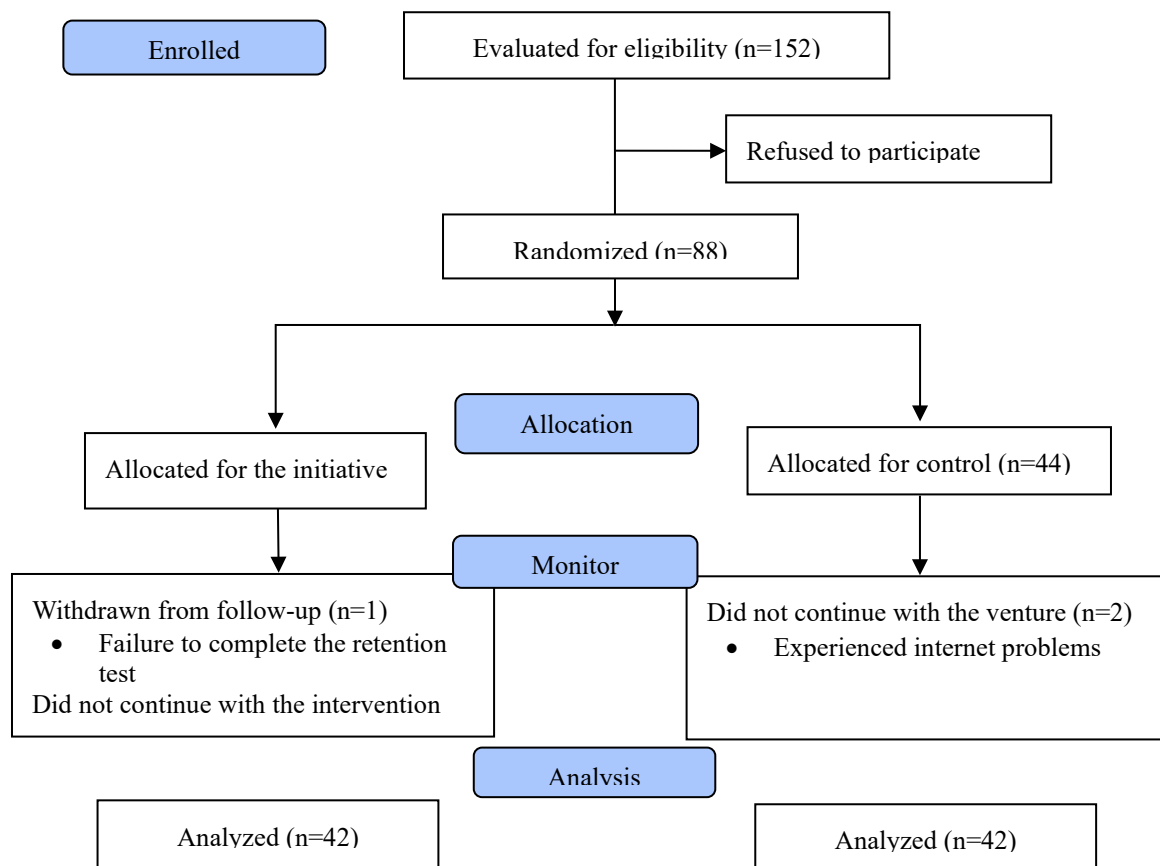 Enrolled
Evaluated for eligibility (n=152)
Refused to participate
Randomized (n=88)
Allocation
Allocated for the initiative
Allocated for control (n=44)
Monitor
Withdrawn from follow-up (n=1)
• Failure to complete the retention
test
Did not continue with the intervention
Did not continue with the venture (n=2)
• Experienced internet problems
Analysis
Analyzed (n=42)
Analyzed (n=42)